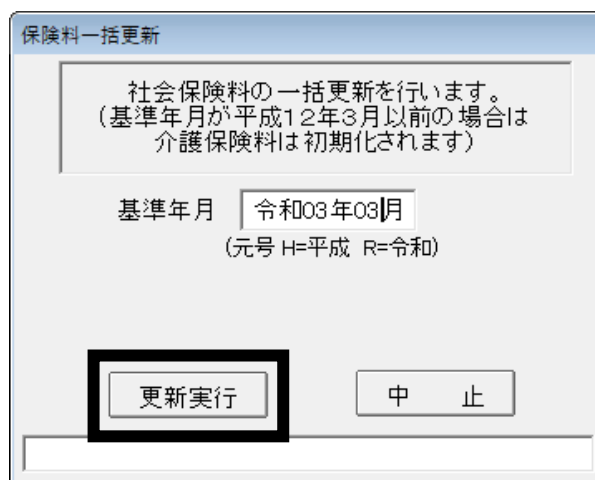 保険料一括更新
社会保険料の一括更新を行います。
(基準年月が平成12年3月以前の場合は
介護保険料は初期化されます)
基準年月 令和03年03月
(元号 H=平成 R=令和)
更新実行 中 止